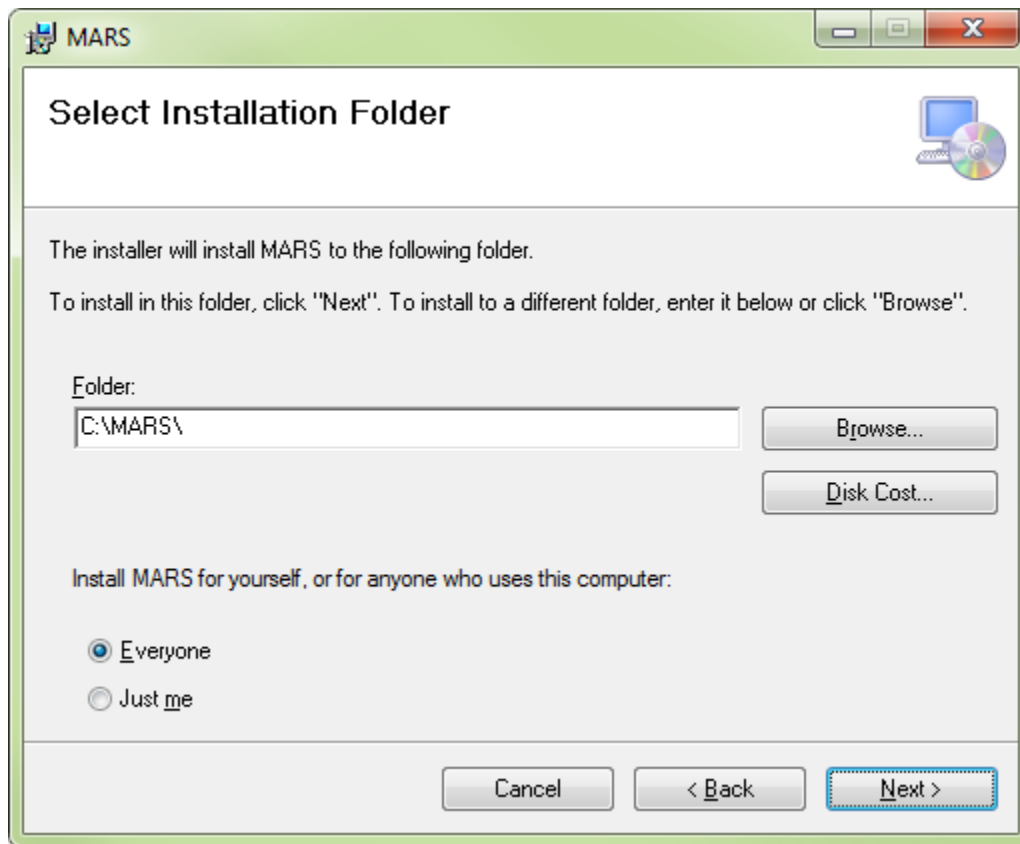 MARS
Select Installation Folder
The installer will install MARS to the following folder.
To install in this folder, click "Next". To install to a different folder, enter it below or click "Browse".
Folder:
C:\MARS\
Browse...
Disk Cost...
Install MARS for yourself, or for anyone who uses this computer:
Everyone
Just me
Cancel
< Back
Next >